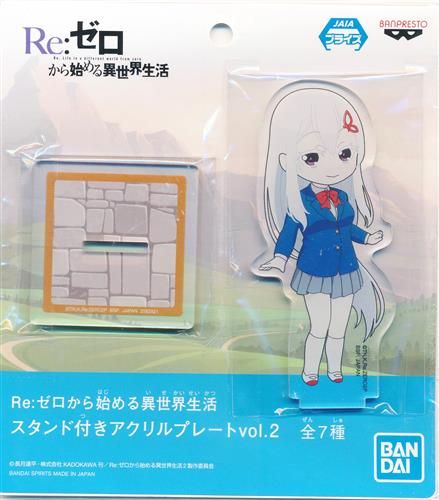 Re:ゼロ
Re: Life in a different world from zero
から始める異世界生活
JAIA
プライズ
BANPRESTO
Re:ゼロから始める異世界生活
スタンド付きアクリルプレートvol.2 全7種
©長月達平・株式会社KADOKAWA刊/Re:ゼロから始める異世界生活2製作委員会
BANDAI SPIRITS MADE IN JAPAN
BAN
DAI